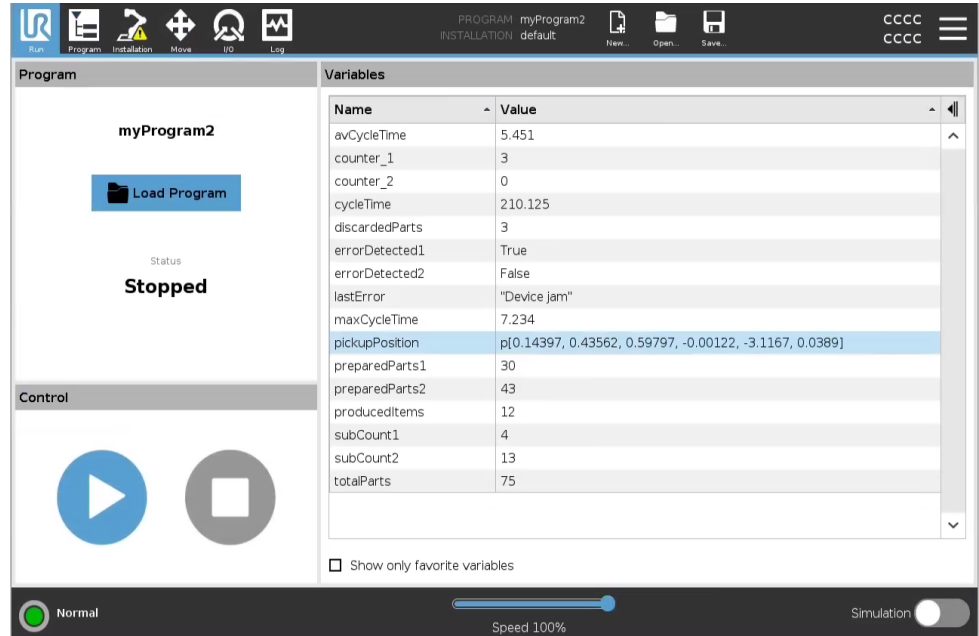 UR
Run
Program
Installation
Move
I/O
Log
PROGRAM myProgram2
INSTALLATION default
New...
Open...
Save...
CCCC
CCCC
Program
myProgram2
Load Program
Status
Stopped
Control
Variables
Name Value
avCycleTime 5.451
counter_1 3
counter_2 0
cycleTime 210.125
discardedParts 3
errorDetected1 True
errorDetected2 False
lastError "Device jam"
maxCycleTime 7.234
pickupPosition p[0.14397, 0.43562, 0.59797, -0.00122, -3.1167, 0.0389]
preparedParts1 30
preparedParts2 43
producedItems 12
subCount1 4
subCount2 13
totalParts 75
Show only favorite variables
Normal
Speed 100%
Simulation